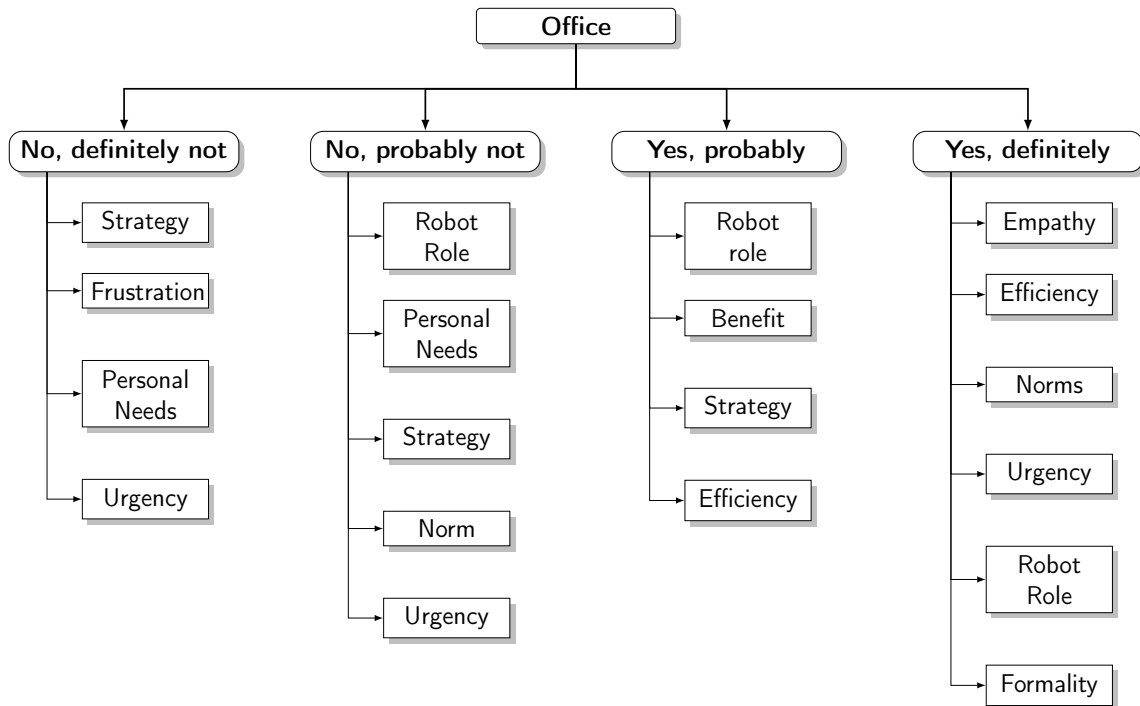 Office
No, definitely not
Strategy
Frustration
Personal
Needs
Urgency
No, probably not
Robot
Role
Personal
Needs
Strategy
Norm
Urgency
Yes, probably
Robot
role
Benefit
Strategy
Efficiency
Yes, definitely
Empathy
Efficiency
Norms
Urgency
Robot
Role
Formality